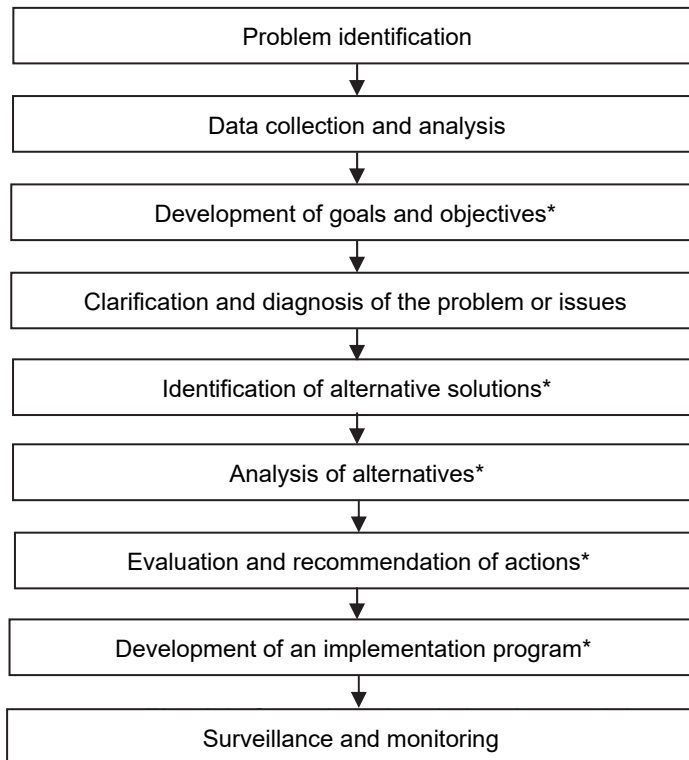 Problem identification
Data collection and analysis
Development of goals and objectives*
Clarification and diagnosis of the problem or issues
Identification of alternative solutions*
Analysis of alternatives*
Evaluation and recommendation of actions*
Development of an implementation program*
Surveillance and monitoring